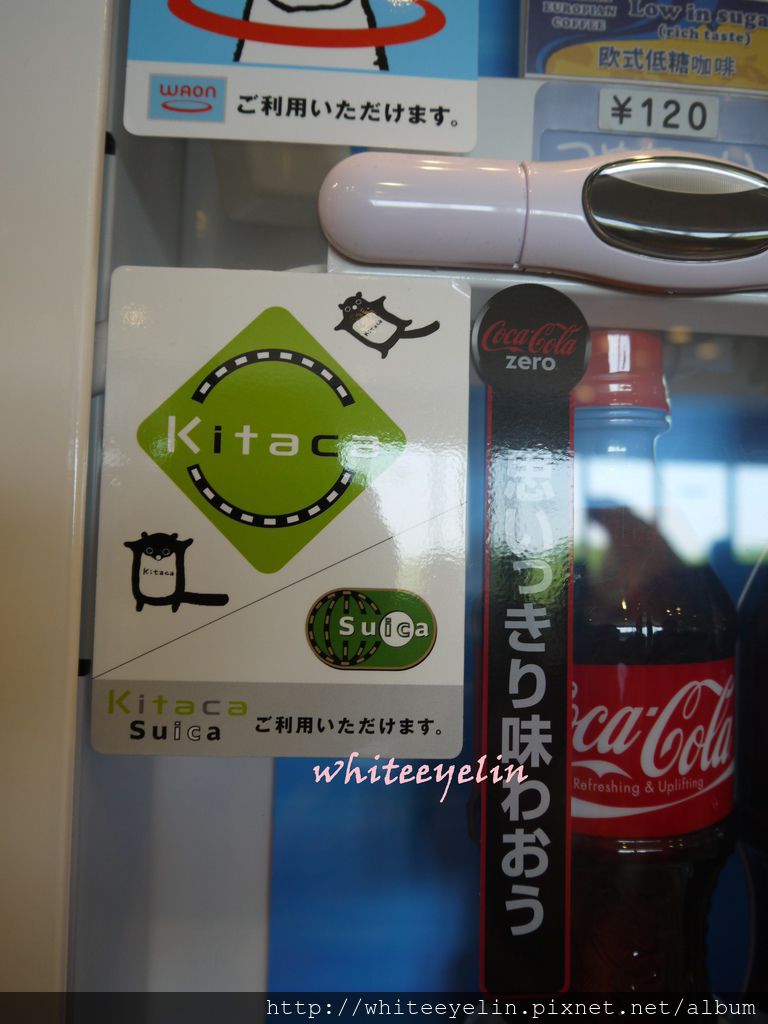 WAON
ご利用いただけます。
EUROPIAN
COFFEE
Low in suga
(rich taste)
欧式低糖咖啡
¥120
Kitaca
Kitaca
Kitaca
Suica
Kitaca
Suica
ご利用いただけます。
Coca-Cola
zero
思いっきり味わおう
Coca-Cola
Refreshing & Uplifting
whiteeyelin
http://whiteeyelin.pixnet.net/album